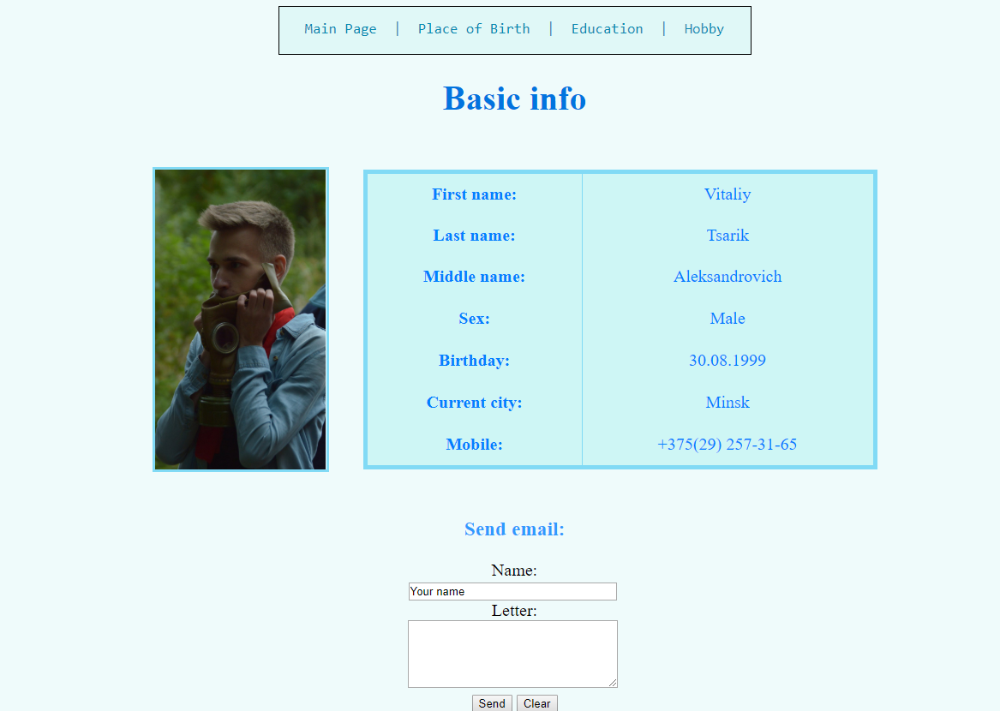 Main Page | Place of Birth | Education | Hobby
Basic info
First name: Vitaliy
Last name: Tsarik
Middle name: Aleksandrovich
Sex: Male
Birthday: 30.08.1999
Current city: Minsk
Mobile: +375(29) 257-31-65
Send email:
Name:
Your name
Letter:
Send Clear